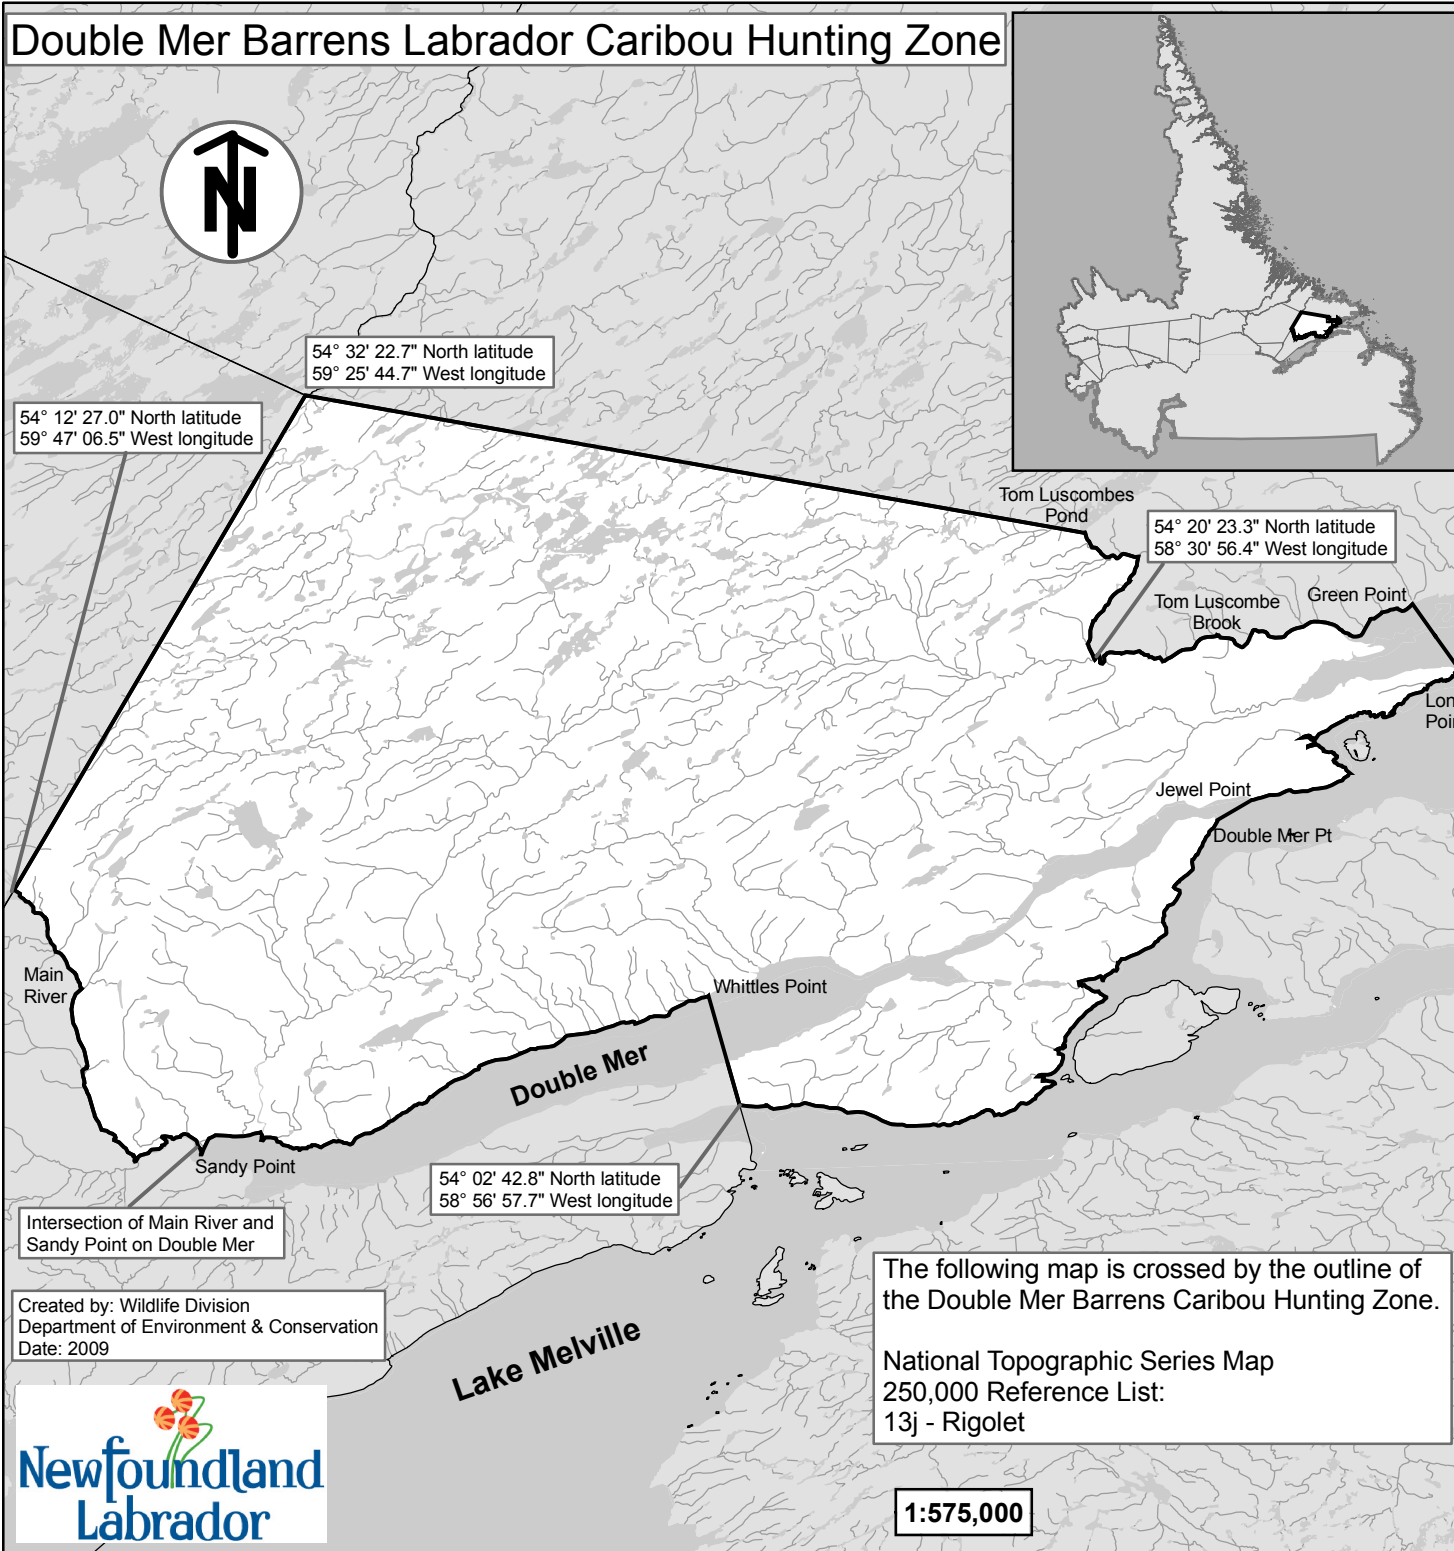 Double Mer Barrens Labrador Caribou Hunting Zone
N
54° 32' 22.7" North latitude
59° 25' 44.7" West longitude
54° 12' 27.0" North latitude
59° 47' 06.5" West longitude
Tom Luscombes
Pond
54° 20' 23.3" North latitude
58° 30' 56.4" West longitude
Tom Luscombe
Brook
Green Point
Lon
Poin
Jewel Point
Double Mer Pt
Main
River
Whittles Point
Double Mer
Sandy Point
54° 02' 42.8" North latitude
58° 56' 57.7" West longitude
Intersection of Main River and
Sandy Point on Double Mer
Created by: Wildlife Division
Department of Environment & Conservation
Date: 2009
Lake Melville
The following map is crossed by the outline of
the Double Mer Barrens Caribou Hunting Zone.
National Topographic Series Map
250,000 Reference List:
13j - Rigolet
Newfoundland
Labrador
1:575,000